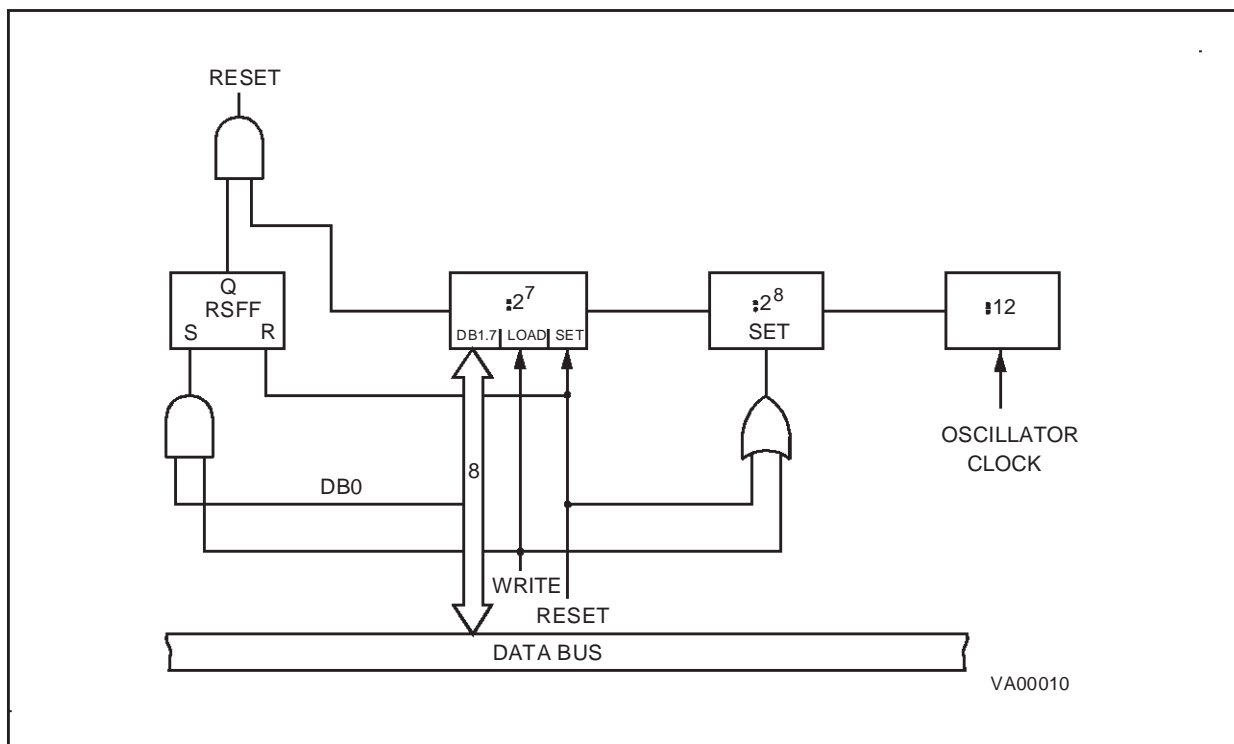 RESET
Q
RSFF
S R
:2⁷
DB1.7 LOAD SET
:2⁸
SET
:12
OSCILLATOR
CLOCK
8
DB0
WRITE
RESET
DATA BUS
VA00010